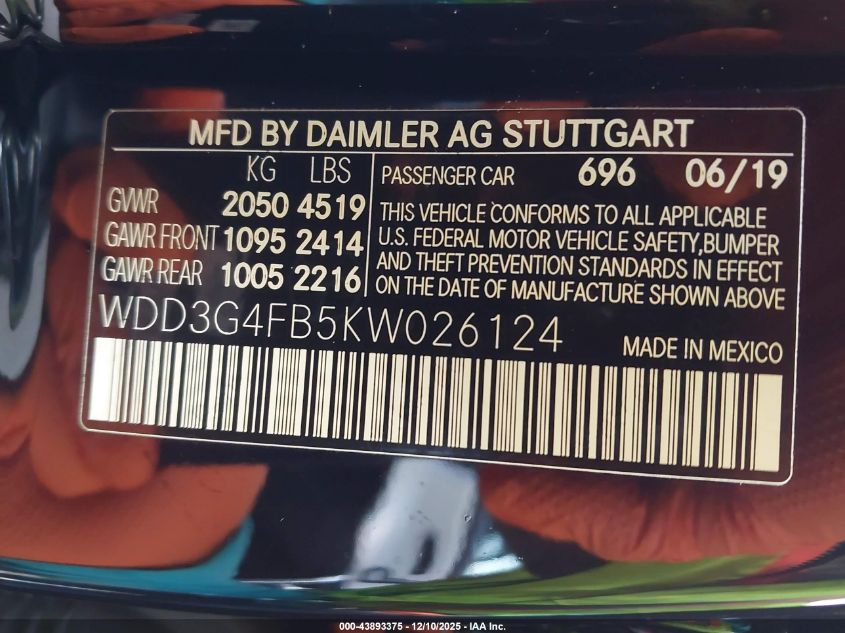 MFD BY DAIMLER AG STUTTGART
KG LBS
GVWR 2050 4519
GAWR FRONT 1095 2414
GAWR REAR 1005 2216
PASSENGER CAR 696 06/19
THIS VEHICLE CONFORMS TO ALL APPLICABLE
U.S. FEDERAL MOTOR VEHICLE SAFETY,BUMPER
AND THEFT PREVENTION STANDARDS IN EFFECT
ON THE DATE OF MANUFACTURE SHOWN ABOVE
WDD3G4FB5KW026124
MADE IN MEXICO
000-43893375 — 12/10/2025 — IAA Inc.